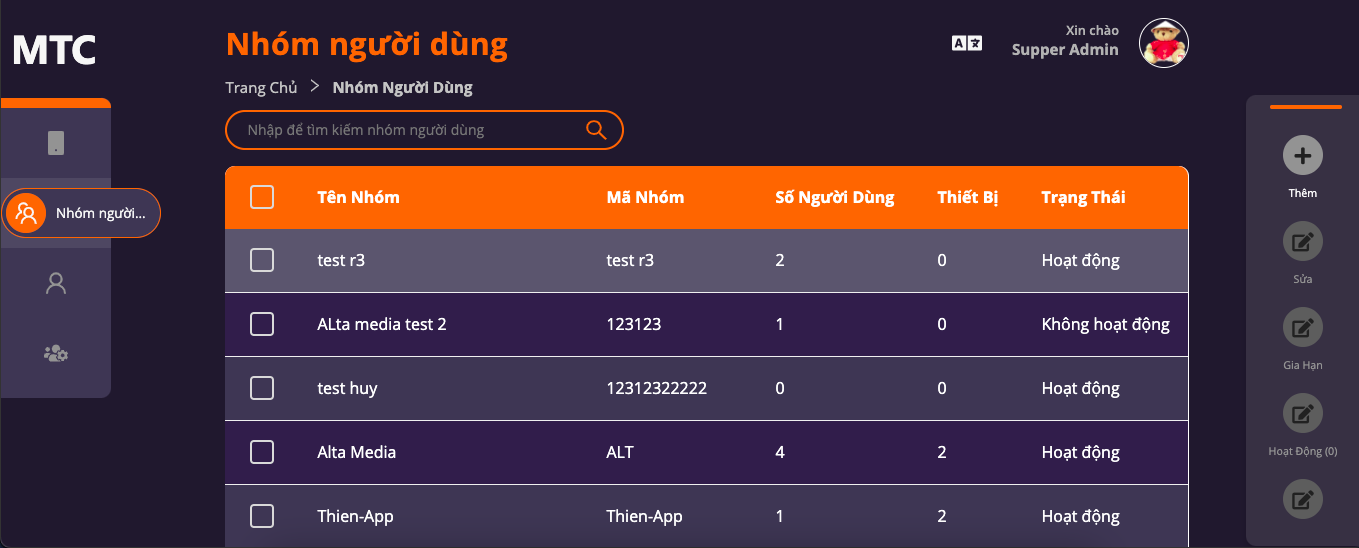 MTC
Nhóm người dùng
Xin chào
Supper Admin
Trang Chủ > Nhóm Người Dùng
Nhập để tìm kiếm nhóm người dùng
Nhóm người...
Tên Nhóm Mã Nhóm Số Người Dùng Thiết Bị Trạng Thái
test r3 test r3 2 0 Hoạt động
ALta media test 2 123123 1 0 Không hoạt động
test huy 12312322222 0 0 Hoạt động
Alta Media ALT 4 2 Hoạt động
Thien-App Thien-App 1 2 Hoạt động
Thêm
Sửa
Gia Hạn
Hoạt Động (0)